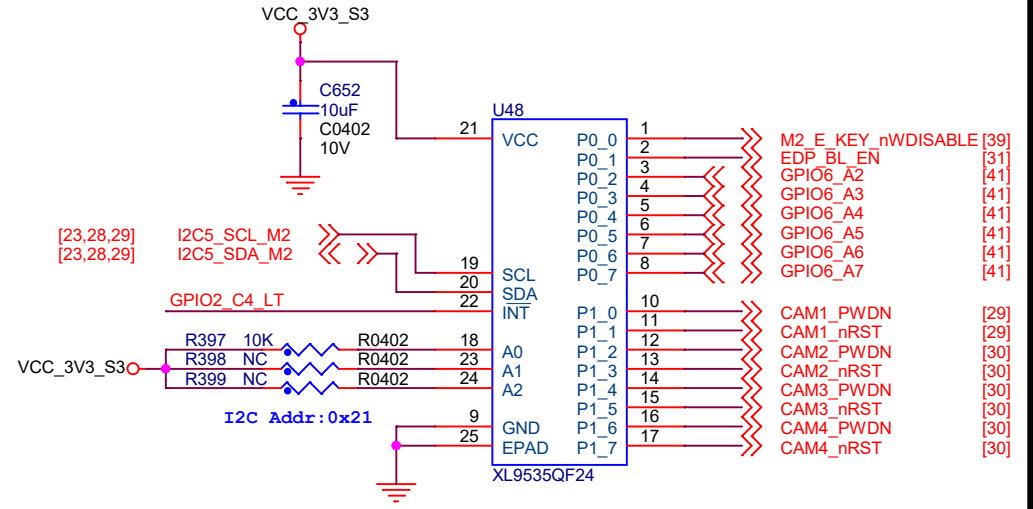 VCC_3V3_S3
C652
10uF
C0402
10V
U48
21 VCC P0_0 1 M2_E_KEY_nWDISABLE [39]
P0_1 2 EDP_BL_EN [31]
P0_2 3 GPIO6_A2 [41]
P0_3 4 GPIO6_A3 [41]
P0_4 5 GPIO6_A4 [41]
[23,28,29] I2C5_SCL_M2 P0_5 6 GPIO6_A5 [41]
[23,28,29] I2C5_SDA_M2 P0_6 7 GPIO6_A6 [41]
19 SCL P0_7 8 GPIO6_A7 [41]
20 SDA
GPIO2_C4_LT 22 INT P1_0 10 CAM1_PWDN [29]
P1_1 11 CAM1_nRST [29]
R397 10K R0402 18 A0 P1_2 12 CAM2_PWDN [30]
VCC_3V3_S3 R398 NC R0402 23 A1 P1_3 13 CAM2_nRST [30]
R399 NC R0402 24 A2 P1_4 14 CAM3_PWDN [30]
I2C Addr:0x21 P1_5 15 CAM3_nRST [30]
9 GND P1_6 16 CAM4_PWDN [30]
25 EPAD P1_7 17 CAM4_nRST [30]
XL9535QF24